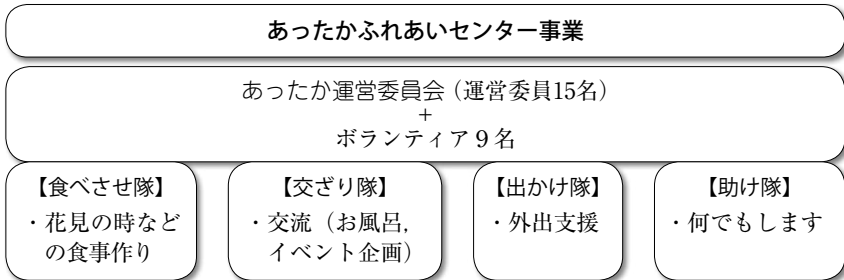 あったかふれあいセンター事業
あったか運営委員会（運営委員15名）
＋
ボランティア９名
【食べさせ隊】
・花見の時など
の食事作り
【交ざり隊】
・交流（お風呂，
イベント企画）
【出かけ隊】
・外出支援
【助け隊】
・何でもします